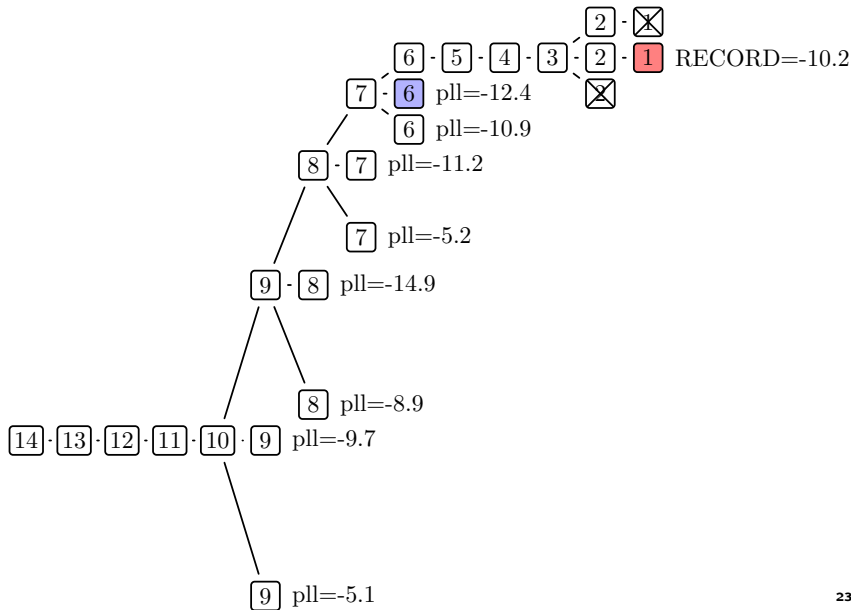 2 1
6 5 4 3 2 1 RECORD=-10.2
7 6 pll=-12.4 2
6 pll=-10.9
8 7 pll=-11.2
7 pll=-5.2
9 8 pll=-14.9
8 pll=-8.9
14 13 12 11 10 9 pll=-9.7
9 pll=-5.1
23